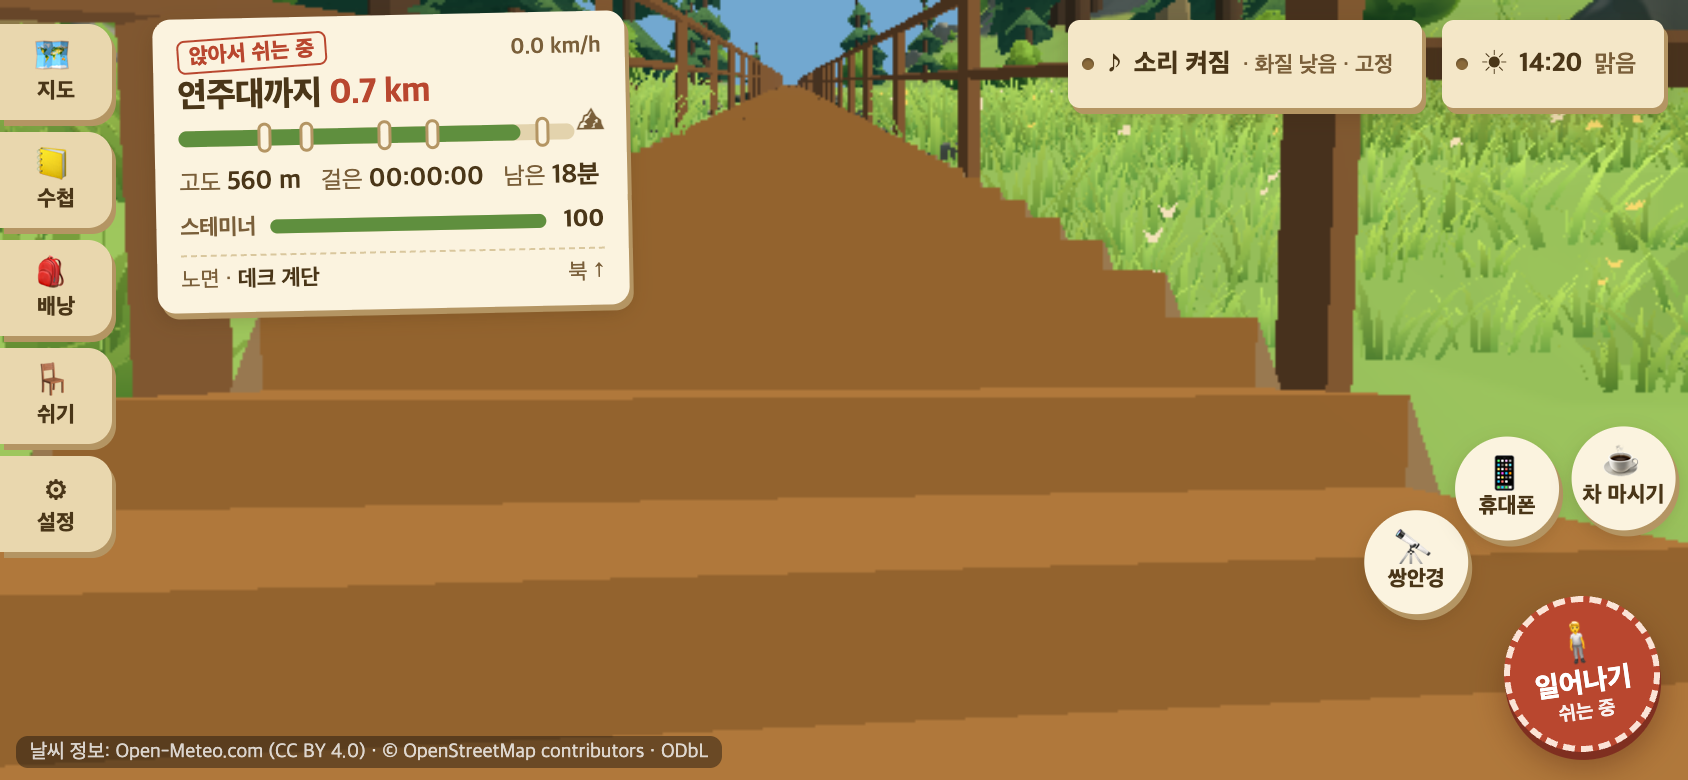 지도
수첩
배낭
쉬기
설정
앉아서 쉬는 중
0.0 km/h
연주대까지 0.7 km
고도 560 m 걸은 00:00:00 남은 18분
스테미너 100
노면 · 데크 계단
북 ↑
♪ 소리 켜짐 · 화질 낮음 · 고정
☀ 14:20 맑음
휴대폰
차 마시기
쌍안경
일어나기
쉬는 중
날씨 정보: Open-Meteo.com (CC BY 4.0) · © OpenStreetMap contributors · ODbL